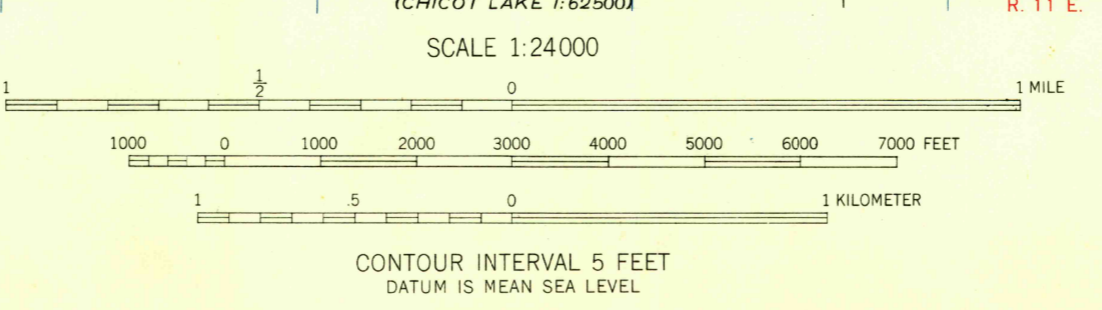 (CHICOT LAKE 1:62500)
R. 11 E.
SCALE 1:24000
1 1/2 0 1 MILE
1000 0 1000 2000 3000 4000 5000 6000 7000 FEET
1 .5 0 1 KILOMETER
CONTOUR INTERVAL 5 FEET
DATUM IS MEAN SEA LEVEL